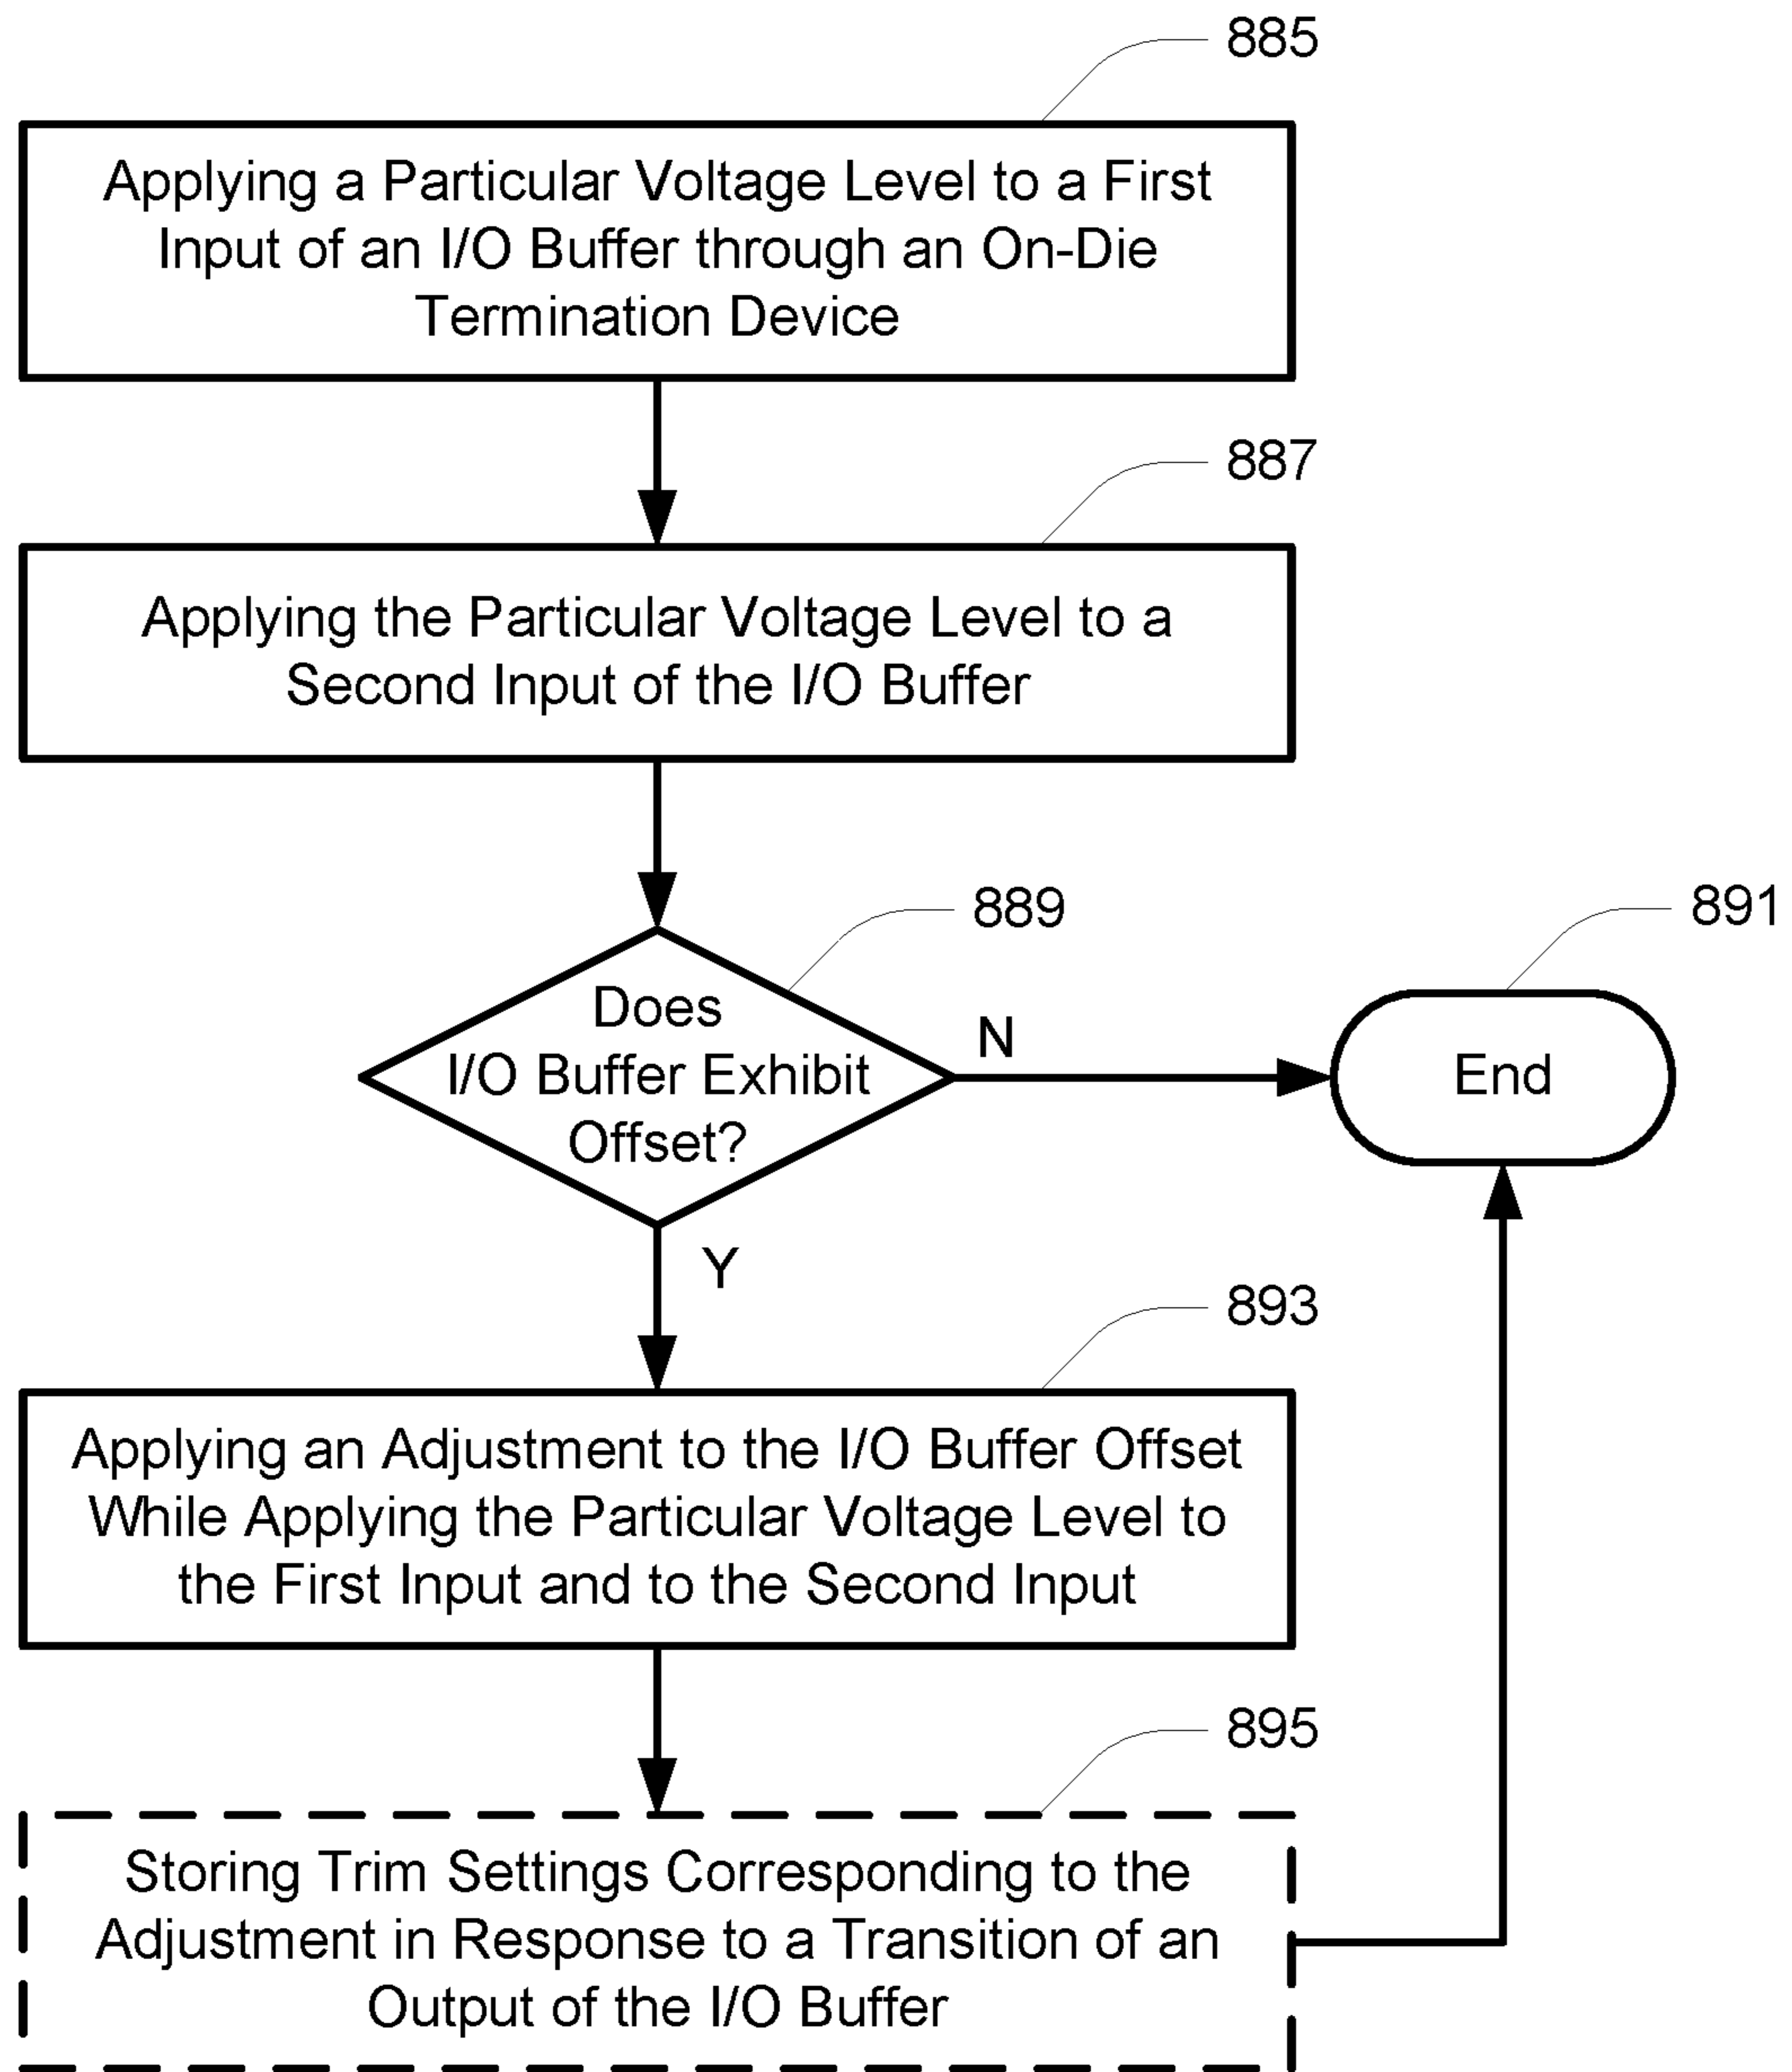 885
Applying a Particular Voltage Level to a First
Input of an I/O Buffer through an On-Die
Termination Device
887
Applying the Particular Voltage Level to a
Second Input of the I/O Buffer
889
891
Does
I/O Buffer Exhibit
Offset?
N
End
Y
893
Applying an Adjustment to the I/O Buffer Offset
While Applying the Particular Voltage Level to
the First Input and to the Second Input
895
Storing Trim Settings Corresponding to the
Adjustment in Response to a Transition of an
Output of the I/O Buffer